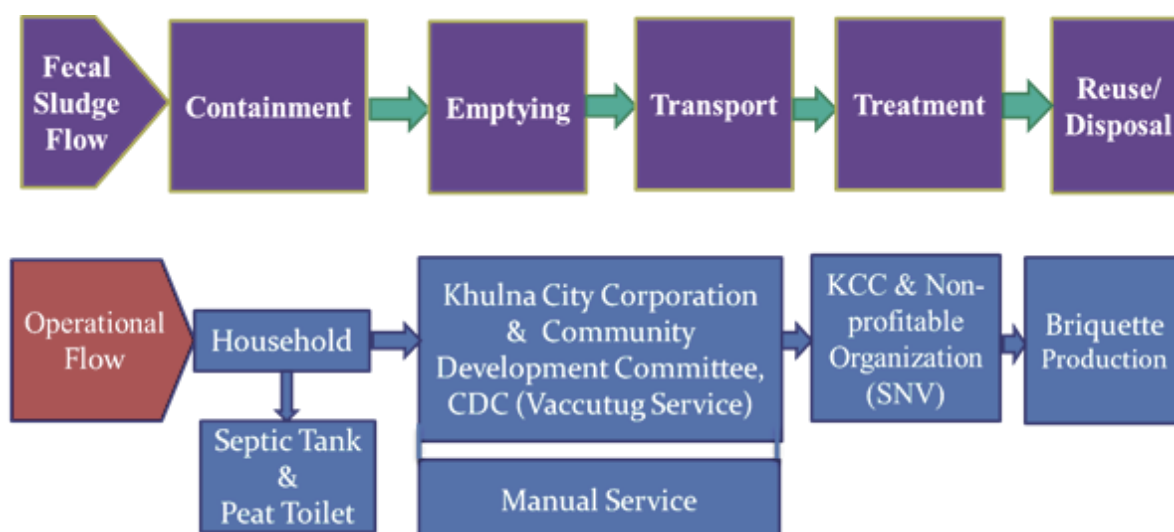 Fecal
Sludge
Flow
Containment
Emptying
Transport
Treatment
Reuse/
Disposal
Operational
Flow
Household
Septic Tank
&
Peat Toilet
Khulna City Corporation
& Community
Development Committee,
CDC (Vaccutug Service)
Manual Service
KCC & Non-
profitable
Organization
(SNV)
Briquette
Production